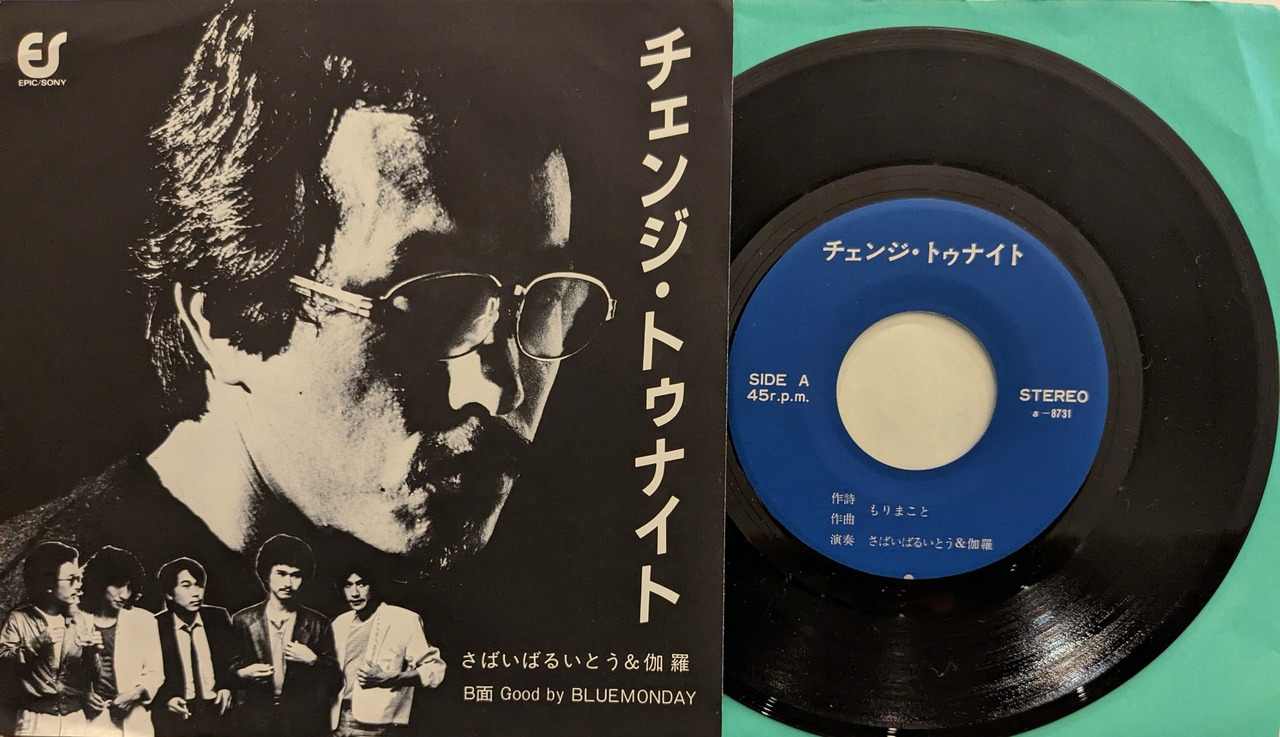 ES
EPIC/SONY
チェンジ・トゥナイト
さばいばるいとう&伽羅
B面 Good by BLUEMONDAY
チェンジ・トゥナイト
SIDE A
45r.p.m.
STEREO
a-8731
作詩
作曲
もりまこと
演奏 さばいばるいとう&伽羅